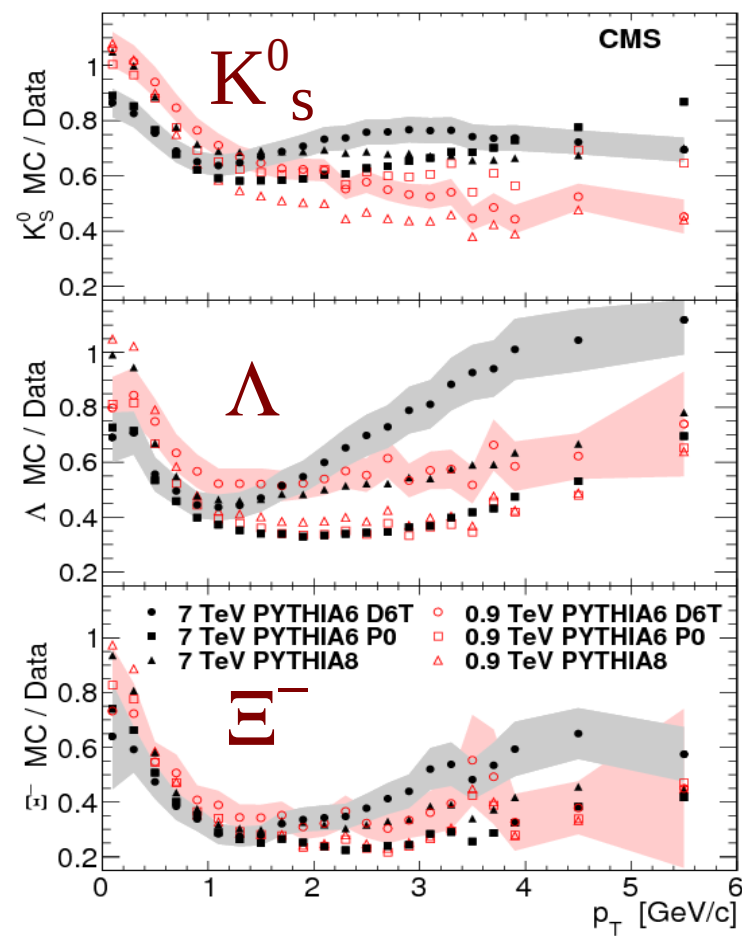 CMS
K⁰ₛ
K⁰ₛ MC / Data
1
0.8
0.6
0.4
0.2
Λ
Λ MC / Data
1
0.8
0.6
0.4
0.2
7 TeV PYTHIA6 D6T
0.9 TeV PYTHIA6 D6T
7 TeV PYTHIA6 P0
0.9 TeV PYTHIA6 P0
7 TeV PYTHIA8
0.9 TeV PYTHIA8
Ξ⁻
Ξ⁻ MC / Data
1
0.8
0.6
0.4
0.2
0 1 2 3 4 5 6
p_T [GeV/c]